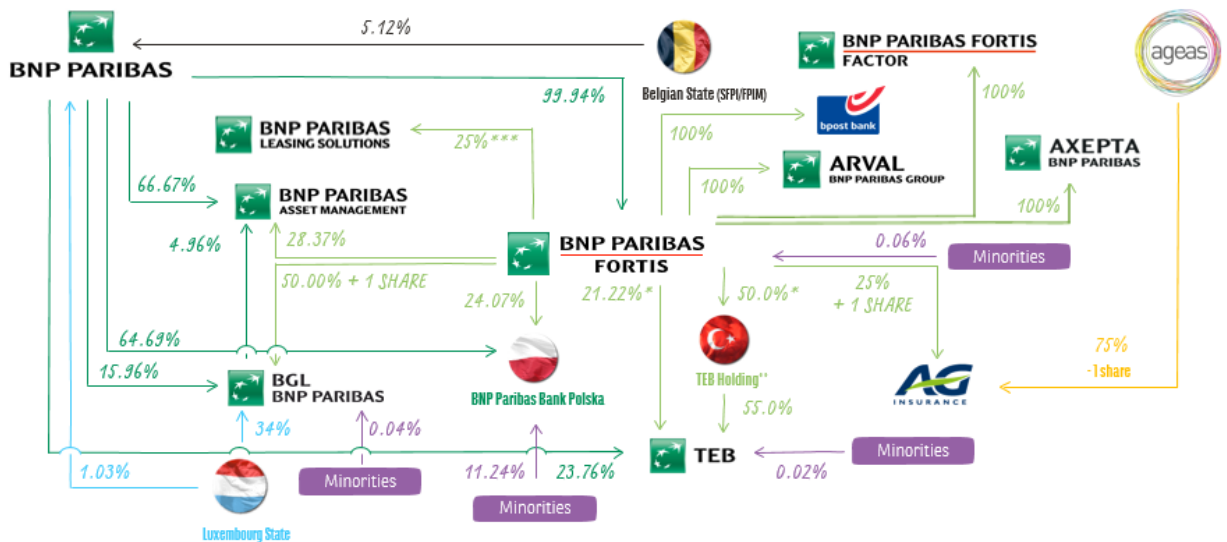 5.12%
BNP PARIBAS
Belgian State (SFPI/FPIM)
BNP PARIBAS FORTIS
FACTOR
ageas
99.94%
100%
bpost bank
100%
BNP PARIBAS
LEASING SOLUTIONS
25%***
ARVAL
BNP PARIBAS GROUP
100%
AXEPTA
BNP PARIBAS
100%
66.67%
BNP PARIBAS
ASSET MANAGEMENT
4.96%
28.37%
BNP PARIBAS
FORTIS
0.06%
Minorities
50.00% + 1 SHARE
24.07%
21.22%*
50.0%*
25%
+ 1 SHARE
64.69%
15.96%
BGL
BNP PARIBAS
BNP Paribas Bank Polska
TEB Holding**
AG
INSURANCE
75%
-1 share
34%
0.04%
55.0%
1.03%
Minorities
11.24%
23.76%
TEB
0.02%
Minorities
Minorities
Luxembourg State